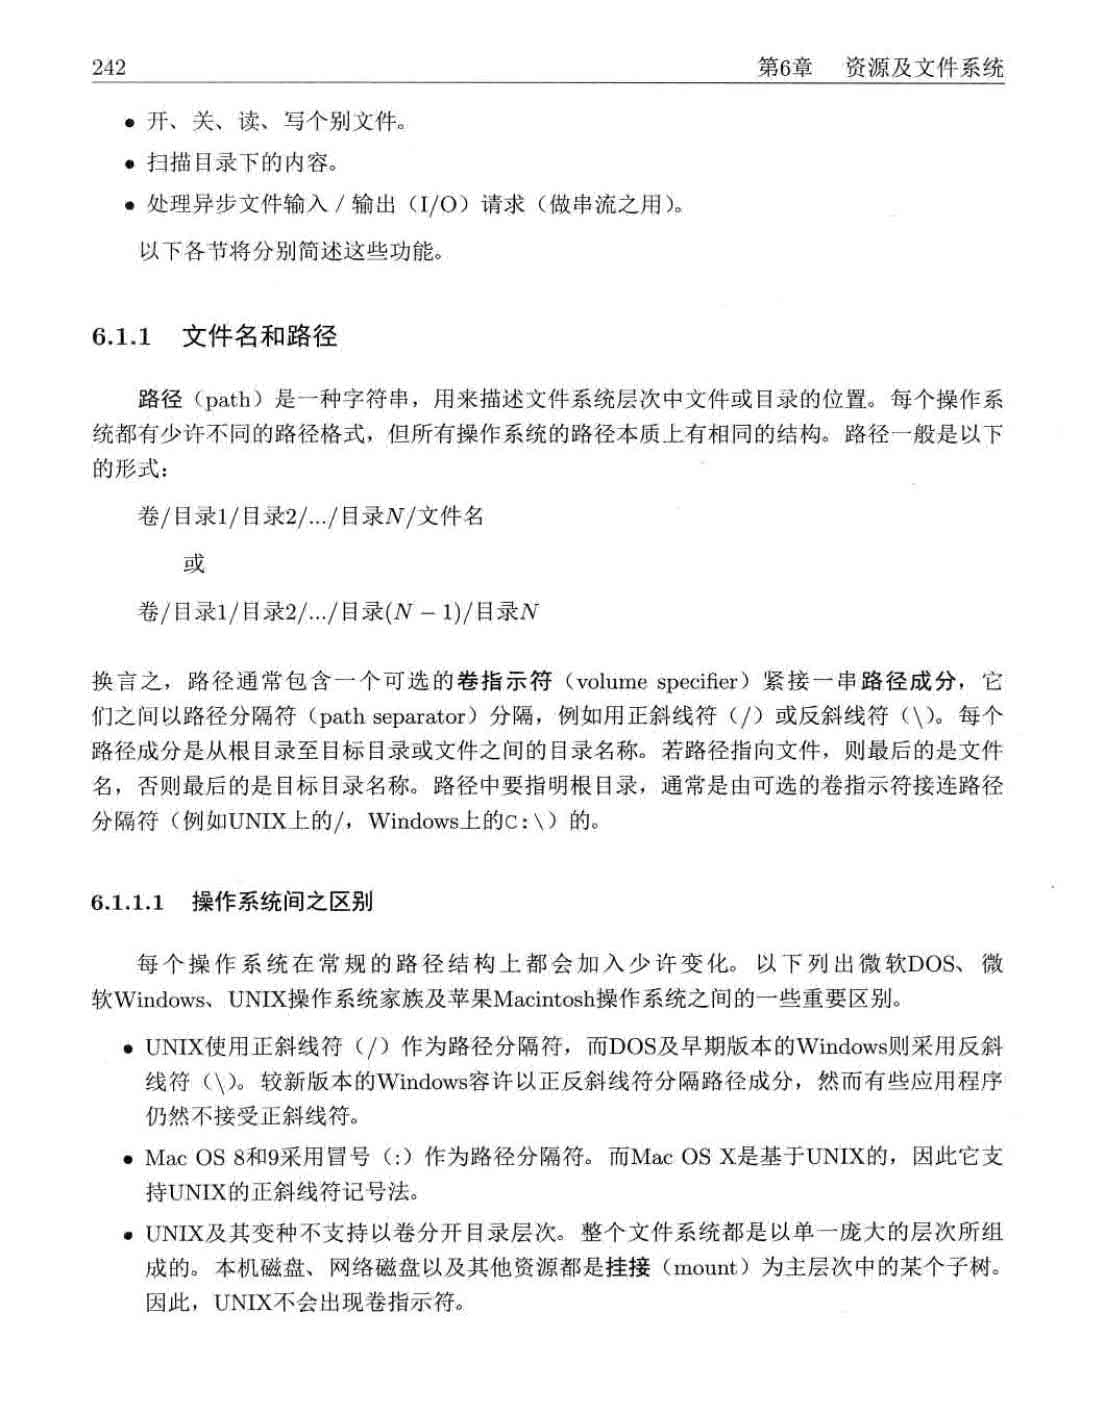 242 第6章 资源及文件系统
• 开、关、读、写个别文件。
• 扫描目录下的内容。
• 处理异步文件输入 / 输出（I/O）请求（做串流之用）。
以下各节将分别简述这些功能。
6.1.1 文件名和路径
路径（path）是一种字符串，用来描述文件系统层次中文件或目录的位置。每个操作系
统都有少许不同的路径格式，但所有操作系统的路径本质上有相同的结构。路径一般是以下
的形式：
卷/目录1/目录2/.../目录N/文件名
或
卷/目录1/目录2/.../目录(N − 1)/目录N
换言之，路径通常包含一个可选的卷指示符（volume specifier）紧接一串路径成分，它
们之间以路径分隔符（path separator）分隔，例如用正斜线符（/）或反斜线符（\）。每个
路径成分是从根目录至目标目录或文件之间的目录名称。若路径指向文件，则最后的是文件
名，否则最后的是目标目录名称。路径中要指明根目录，通常是由可选的卷指示符接连路径
分隔符（例如UNIX上的/，Windows上的C:\）的。
6.1.1.1 操作系统间之区别
每个操作系统在常规的路径结构上都会加入少许变化。以下列出微软DOS、微
软Windows、UNIX操作系统家族及苹果Macintosh操作系统之间的一些重要区别。
• UNIX使用正斜线符（/）作为路径分隔符，而DOS及早期版本的Windows则采用反斜
线符（\）。较新版本的Windows容许以正反斜线符分隔路径成分，然而有些应用程序
仍然不接受正斜线符。
• Mac OS 8和9采用冒号（:）作为路径分隔符。而Mac OS X是基于UNIX的，因此它支
持UNIX的正斜线符记号法。
• UNIX及其变种不支持以卷分开目录层次。整个文件系统都是以单一庞大的层次所组
成的。本机磁盘、网络磁盘以及其他资源都是挂接（mount）为主层次中的某个子树。
因此，UNIX不会出现卷指示符。